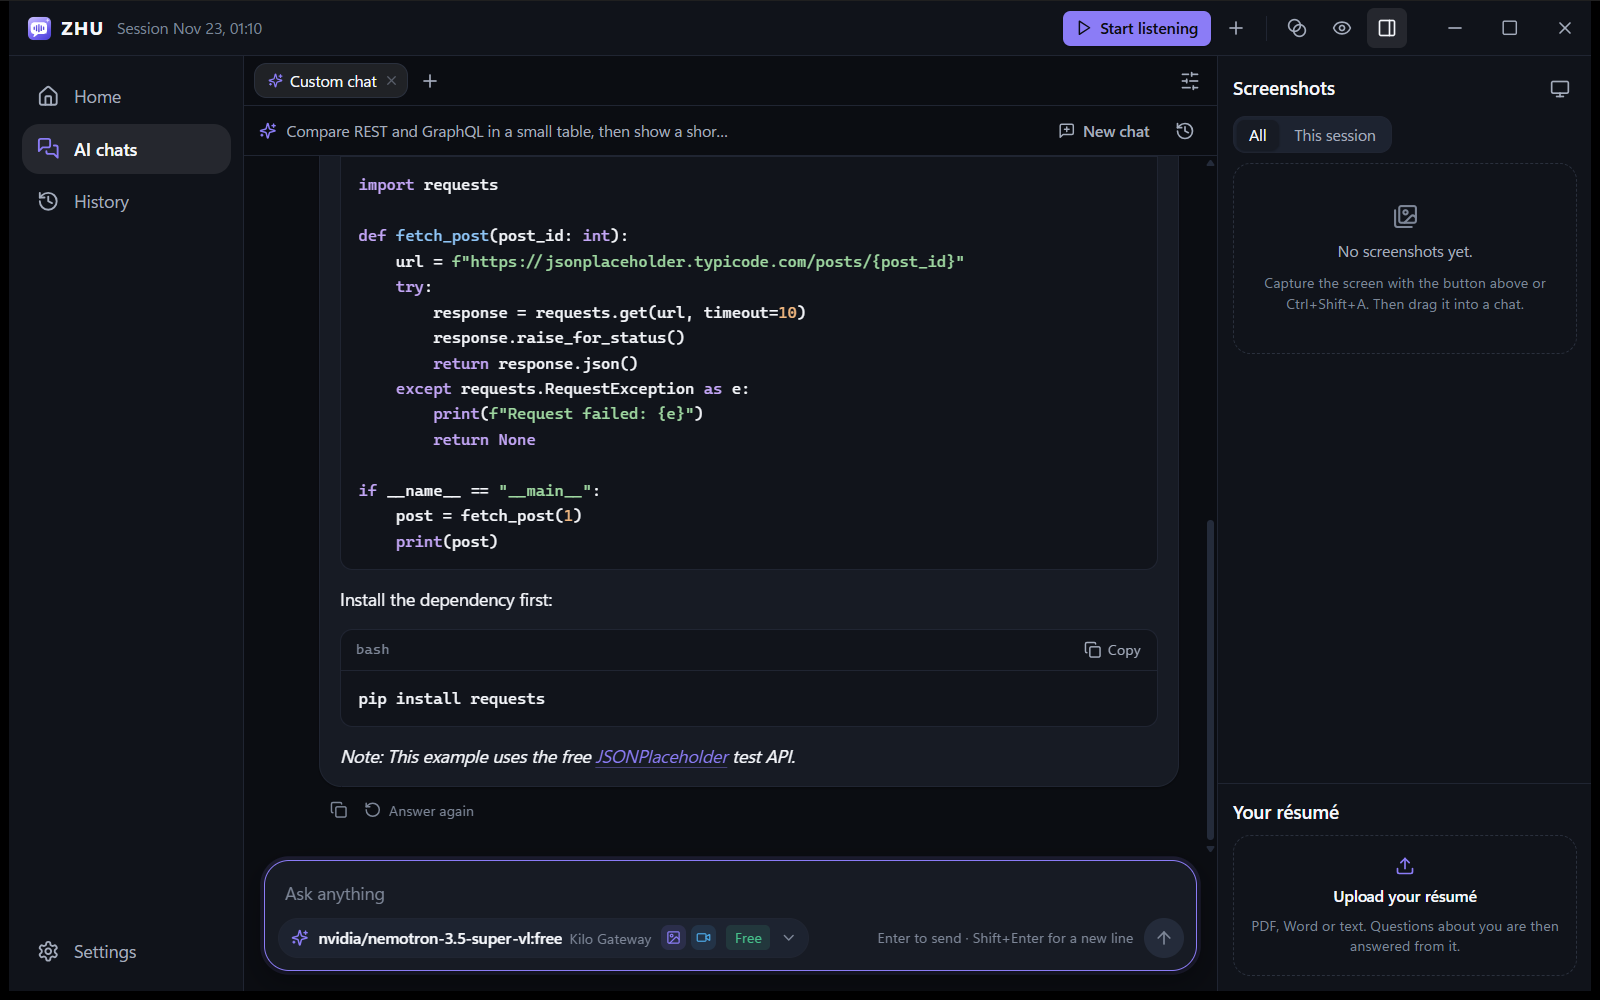 ZHU
Session Nov 23, 01:10
Start listening
Home
AI chats
History
Settings
Custom chat
Compare REST and GraphQL in a small table, then show a shor...
New chat
import requests
def fetch_post(post_id: int):
    url = f"https://jsonplaceholder.typicode.com/posts/{post_id}"
    try:
        response = requests.get(url, timeout=10)
        response.raise_for_status()
        return response.json()
    except requests.RequestException as e:
        print(f"Request failed: {e}")
        return None
if __name__ == "__main__":
    post = fetch_post(1)
    print(post)
Install the dependency first:
bash
Copy
pip install requests
Note: This example uses the free JSONPlaceholder test API.
Answer again
Ask anything
nvidia/nemotron-3.5-super-vl:free Kilo Gateway Free
Enter to send · Shift+Enter for a new line
Screenshots
All
This session
No screenshots yet.
Capture the screen with the button above or
Ctrl+Shift+A. Then drag it into a chat.
Your résumé
Upload your résumé
PDF, Word or text. Questions about you are then
answered from it.